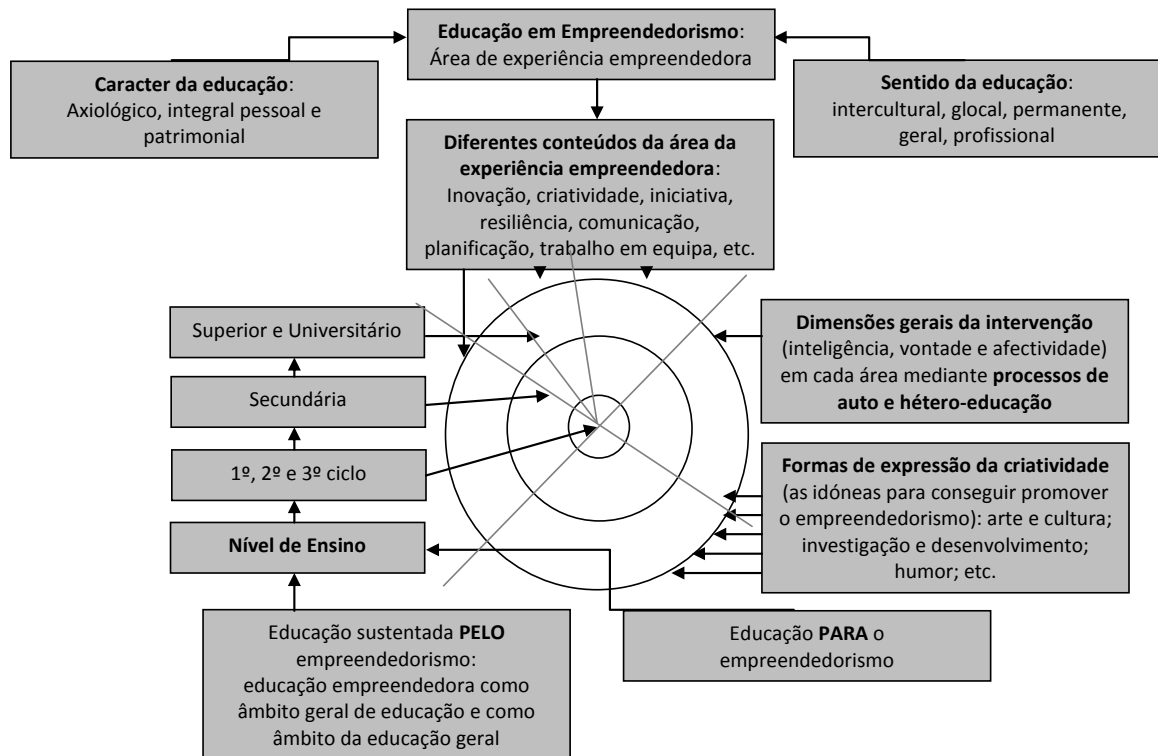 Educação em Empreendedorismo:
Área de experiência empreendedora
Caracter da educação:
Axiológico, integral pessoal e
patrimonial
Sentido da educação:
intercultural, glocal, permanente,
geral, profissional
Diferentes conteúdos da área da
experiência empreendedora:
Inovação, criatividade, iniciativa,
resiliência, comunicação,
planificação, trabalho em equipa, etc.
Superior e Universitário
Secundária
1º, 2º e 3º ciclo
Nível de Ensino
Dimensões gerais da intervenção
(inteligência, vontade e afectividade)
em cada área mediante processos de
auto e hétero-educação
Formas de expressão da criatividade
(as idóneas para conseguir promover
o empreendedorismo): arte e cultura;
investigação e desenvolvimento;
humor; etc.
Educação sustentada PELO
empreendedorismo:
educação empreendedora como
âmbito geral de educação e como
âmbito da educação geral
Educação PARA o
empreendedorismo